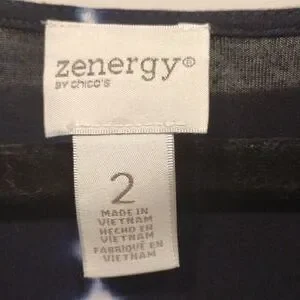 zenergy®
BY CHICO'S
2
MADE IN
VIETNAM
HECHO EN
VIETNAM
FABRIQUÉ EN
VIETNAM